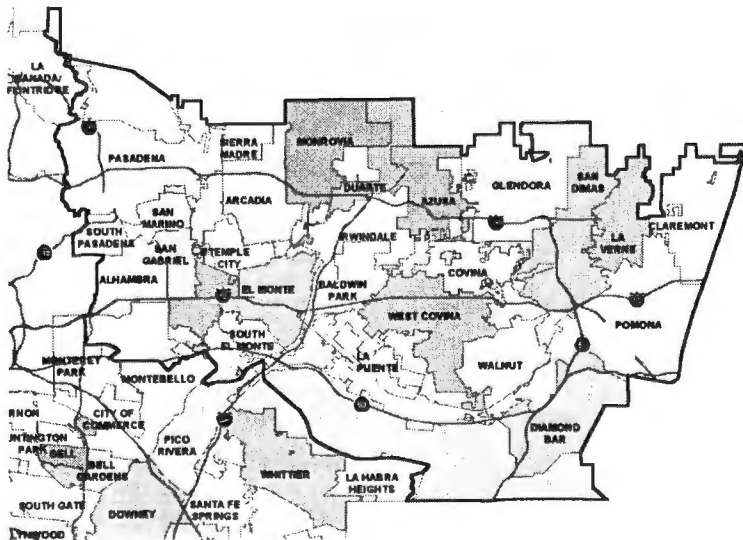 LA
CANADA/
FLINTRIDGE
PASADENA
SIERRA
MADRE
MONROVIA
DUARTE
AZUSA
GLENDORA
SAN
DIMAS
LA
VERNE
CLAREMONT
ARCADIA
SAN
MARINO
SOUTH
PASADENA
SAN
GABRIEL
TEMPLE
CITY
IRWINDALE
ALHAMBRA
EL MONTE
BALDWIN
PARK
COVINA
WEST COVINA
POMONA
SOUTH
EL MONTE
LA
PUENTE
WALNUT
MONTEREY
PARK
MONTEBELLO
CITY OF
COMMERCE
PICO
RIVERA
DIAMOND
BAR
RNON
UNTINGTON
PARK
BELL
BELL
GARDENS
WHITTIER
LA HABRA
HEIGHTS
SOUTH GATE
DOWNEY
SANTA FE
SPRINGS
LYNWOOD